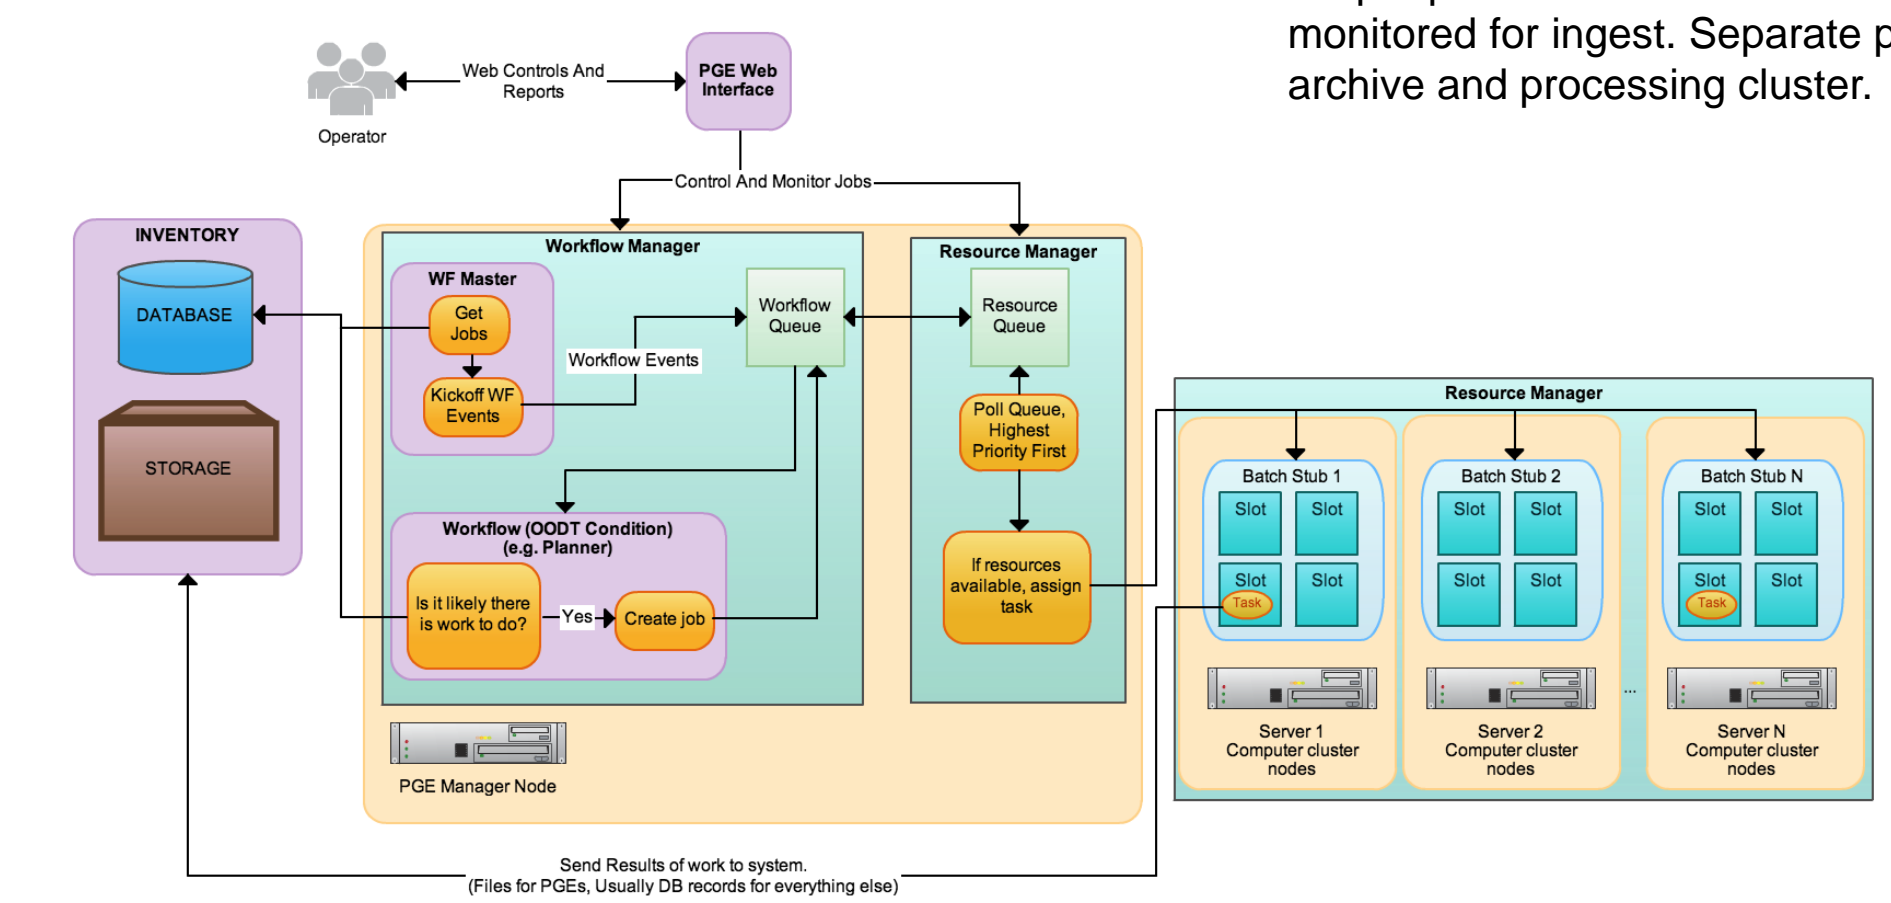 monitored for ingest. Separate
archive and processing cluster.
Web Controls And
Reports
PGE Web
Interface
Operator
Control And Monitor Jobs
INVENTORY
DATABASE
STORAGE
Workflow Manager
WF Master
Get
Jobs
Kickoff WF
Events
Workflow Events
Workflow
Queue
Workflow (OODT Condition)
(e.g. Planner)
Is it likely there
is work to do?
Yes
Create job
PGE Manager Node
Resource Manager
Resource
Queue
Poll Queue,
Highest
Priority First
If resources
available, assign
task
Resource Manager
Batch Stub 1
Slot
Slot
Slot
Slot
Task
Server 1
Computer cluster
nodes
Batch Stub 2
Slot
Slot
Slot
Slot
Server 2
Computer cluster
nodes
...
Batch Stub N
Slot
Slot
Slot
Slot
Task
Server N
Computer cluster
nodes
Send Results of work to system.
(Files for PGEs, Usually DB records for everything else)